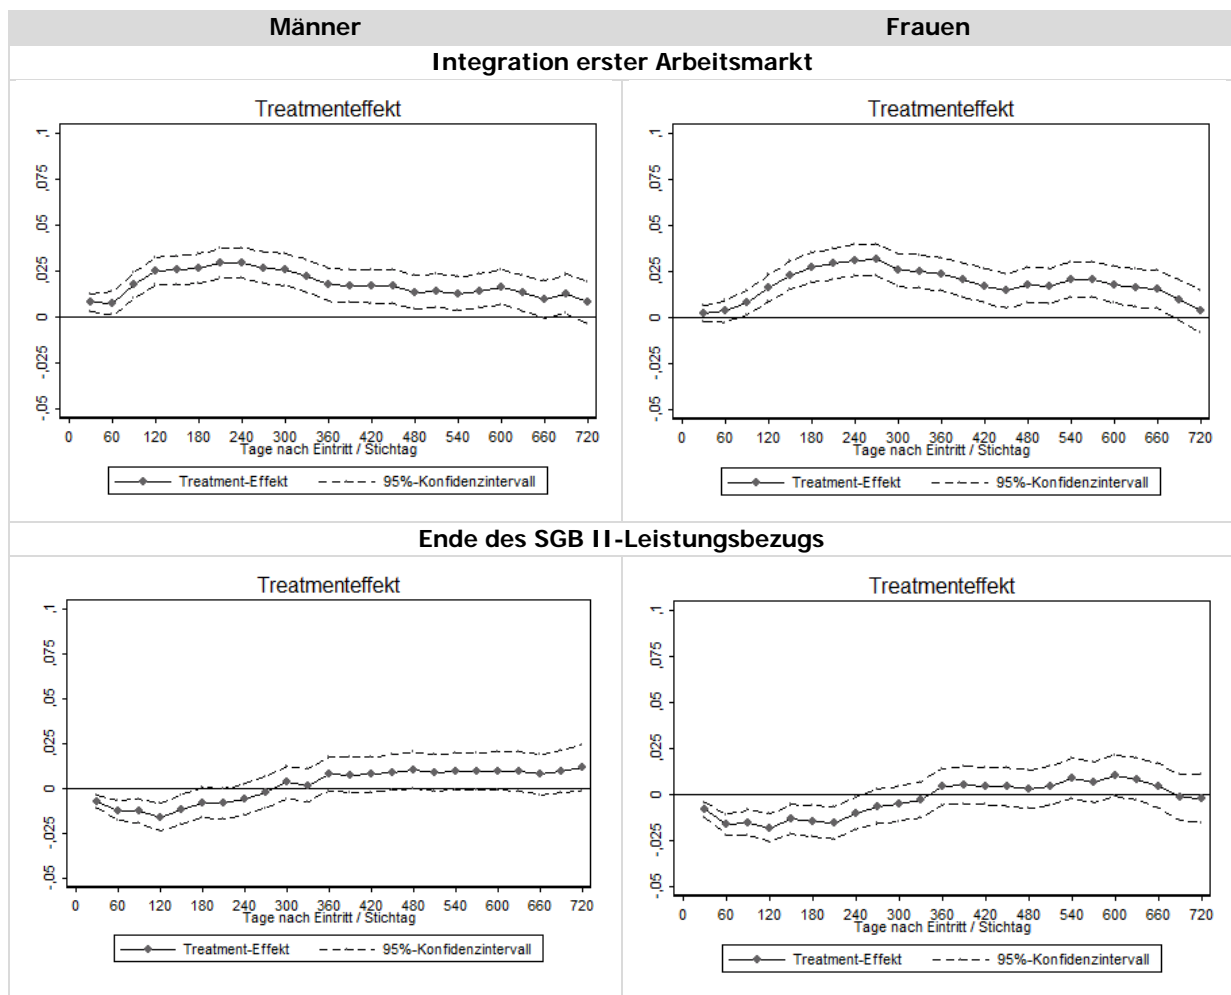 Männer Frauen
Integration erster Arbeitsmarkt
Treatmenteffekt
,1
,075
,05
,025
0
-,025
-,05
0 60 120 180 240 300 360 420 480 540 600 660 720
Tage nach Eintritt / Stichtag
Treatment-Effekt 95%-Konfidenzintervall
Treatmenteffekt
,1
,075
,05
,025
0
-,025
-,05
0 60 120 180 240 300 360 420 480 540 600 660 720
Tage nach Eintritt / Stichtag
Treatment-Effekt 95%-Konfidenzintervall
Ende des SGB II-Leistungsbezugs
Treatmenteffekt
,1
,075
,05
,025
0
-,025
-,05
0 60 120 180 240 300 360 420 480 540 600 660 720
Tage nach Eintritt / Stichtag
Treatment-Effekt 95%-Konfidenzintervall
Treatmenteffekt
,1
,075
,05
,025
0
-,025
-,05
0 60 120 180 240 300 360 420 480 540 600 660 720
Tage nach Eintritt / Stichtag
Treatment-Effekt 95%-Konfidenzintervall